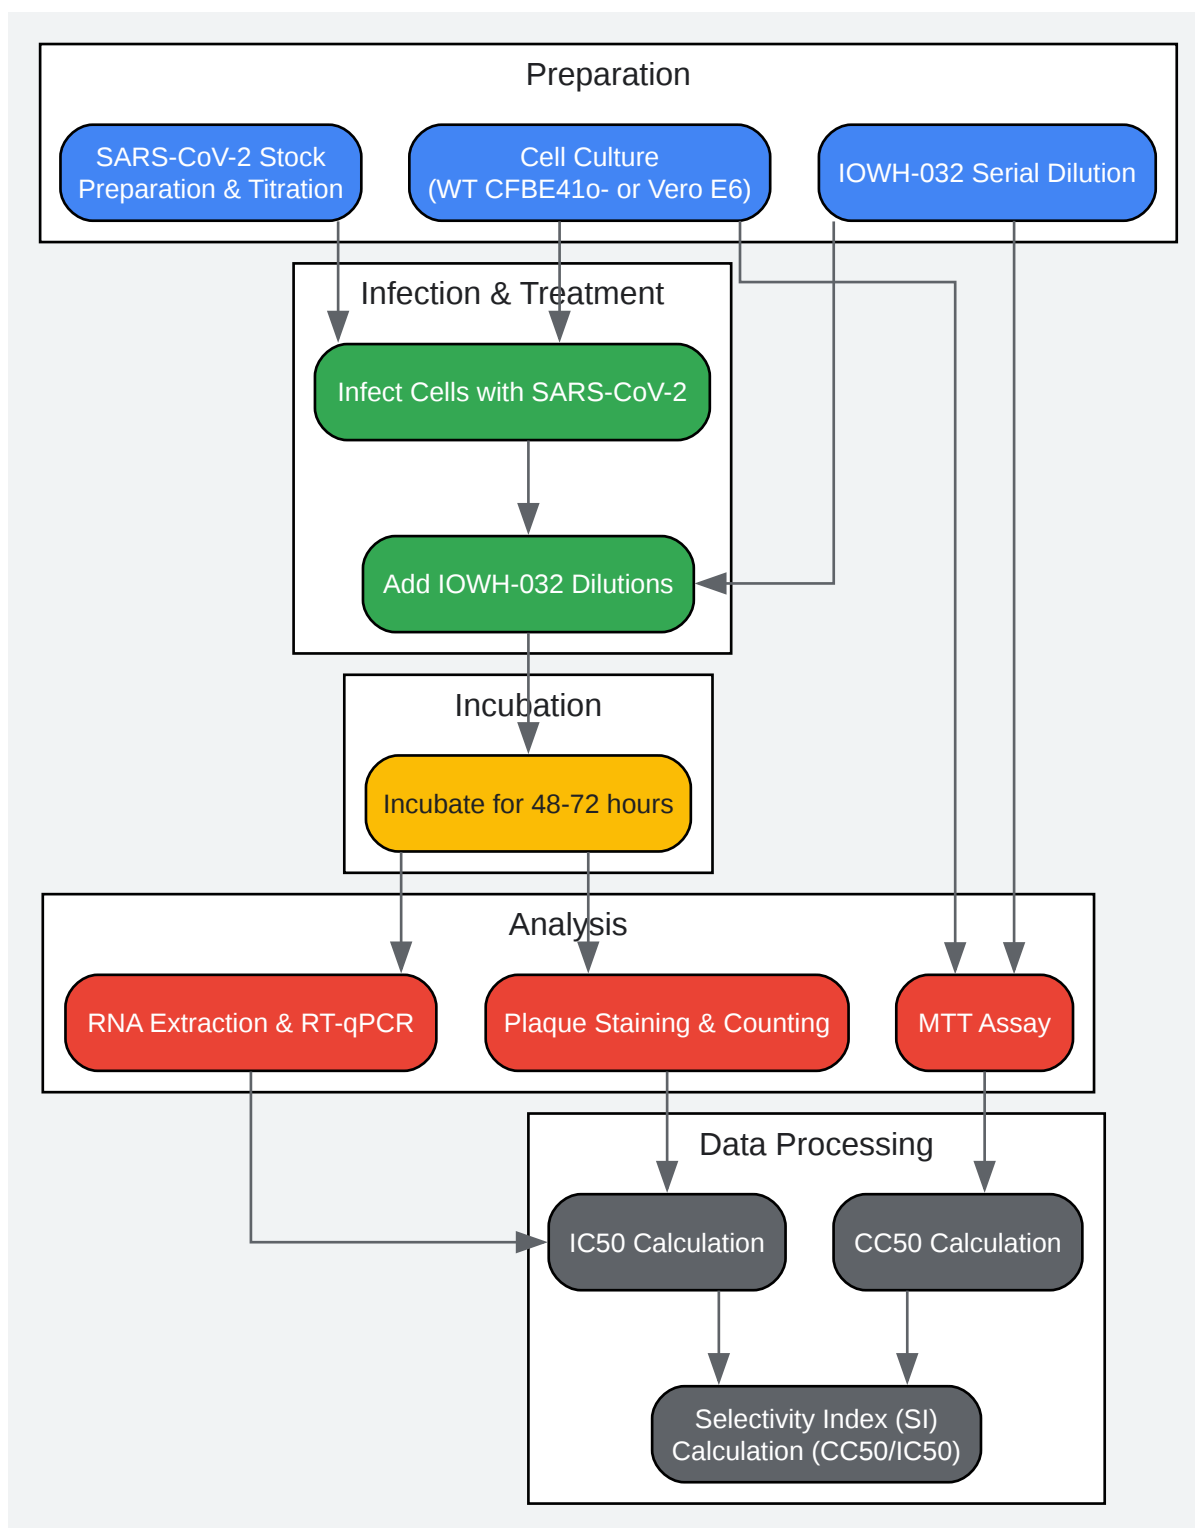 Preparation
SARS-CoV-2 Stock
Preparation & Titration
Cell Culture
(WT CFBE41o- or Vero E6)
IOWH-032 Serial Dilution
Infection & Treatment
Infect Cells with SARS-CoV-2
Add IOWH-032 Dilutions
Incubation
Incubate for 48-72 hours
Analysis
RNA Extraction & RT-qPCR
Plaque Staining & Counting
MTT Assay
Data Processing
IC50 Calculation
CC50 Calculation
Selectivity Index (SI)
Calculation (CC50/IC50)